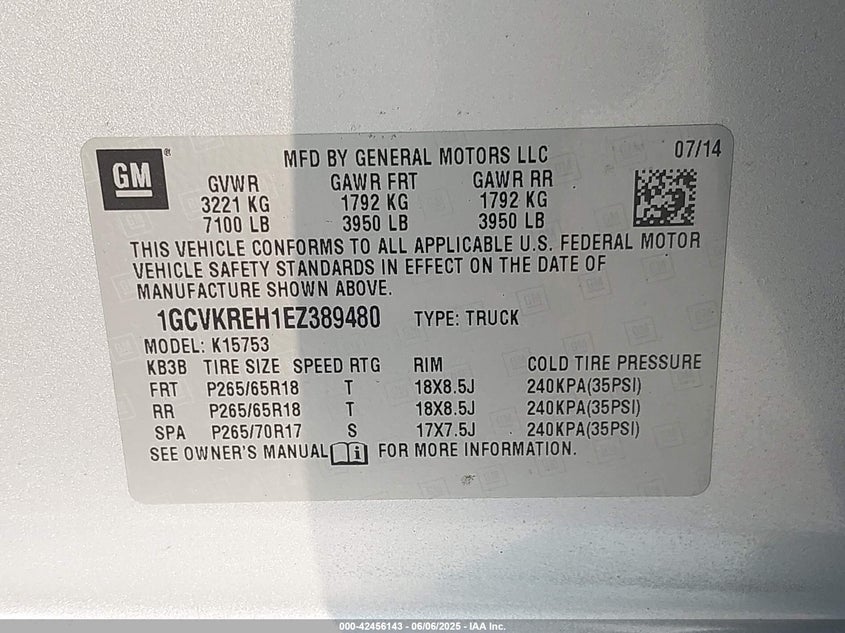 GM ®
MFD BY GENERAL MOTORS LLC 07/14
GVWR GAWR FRT GAWR RR
3221 KG 1792 KG 1792 KG
7100 LB 3950 LB 3950 LB
THIS VEHICLE CONFORMS TO ALL APPLICABLE U.S. FEDERAL MOTOR
VEHICLE SAFETY STANDARDS IN EFFECT ON THE DATE OF
MANUFACTURE SHOWN ABOVE.
1GCVKREH1EZ389480 TYPE: TRUCK
MODEL: K15753
KB3B TIRE SIZE SPEED RTG RIM COLD TIRE PRESSURE
FRT P265/65R18 T 18X8.5J 240KPA(35PSI)
RR P265/65R18 T 18X8.5J 240KPA(35PSI)
SPA P265/70R17 S 17X7.5J 240KPA(35PSI)
SEE OWNER'S MANUAL i FOR MORE INFORMATION.
000-42456143 - 06/06/2025 - IAA Inc.